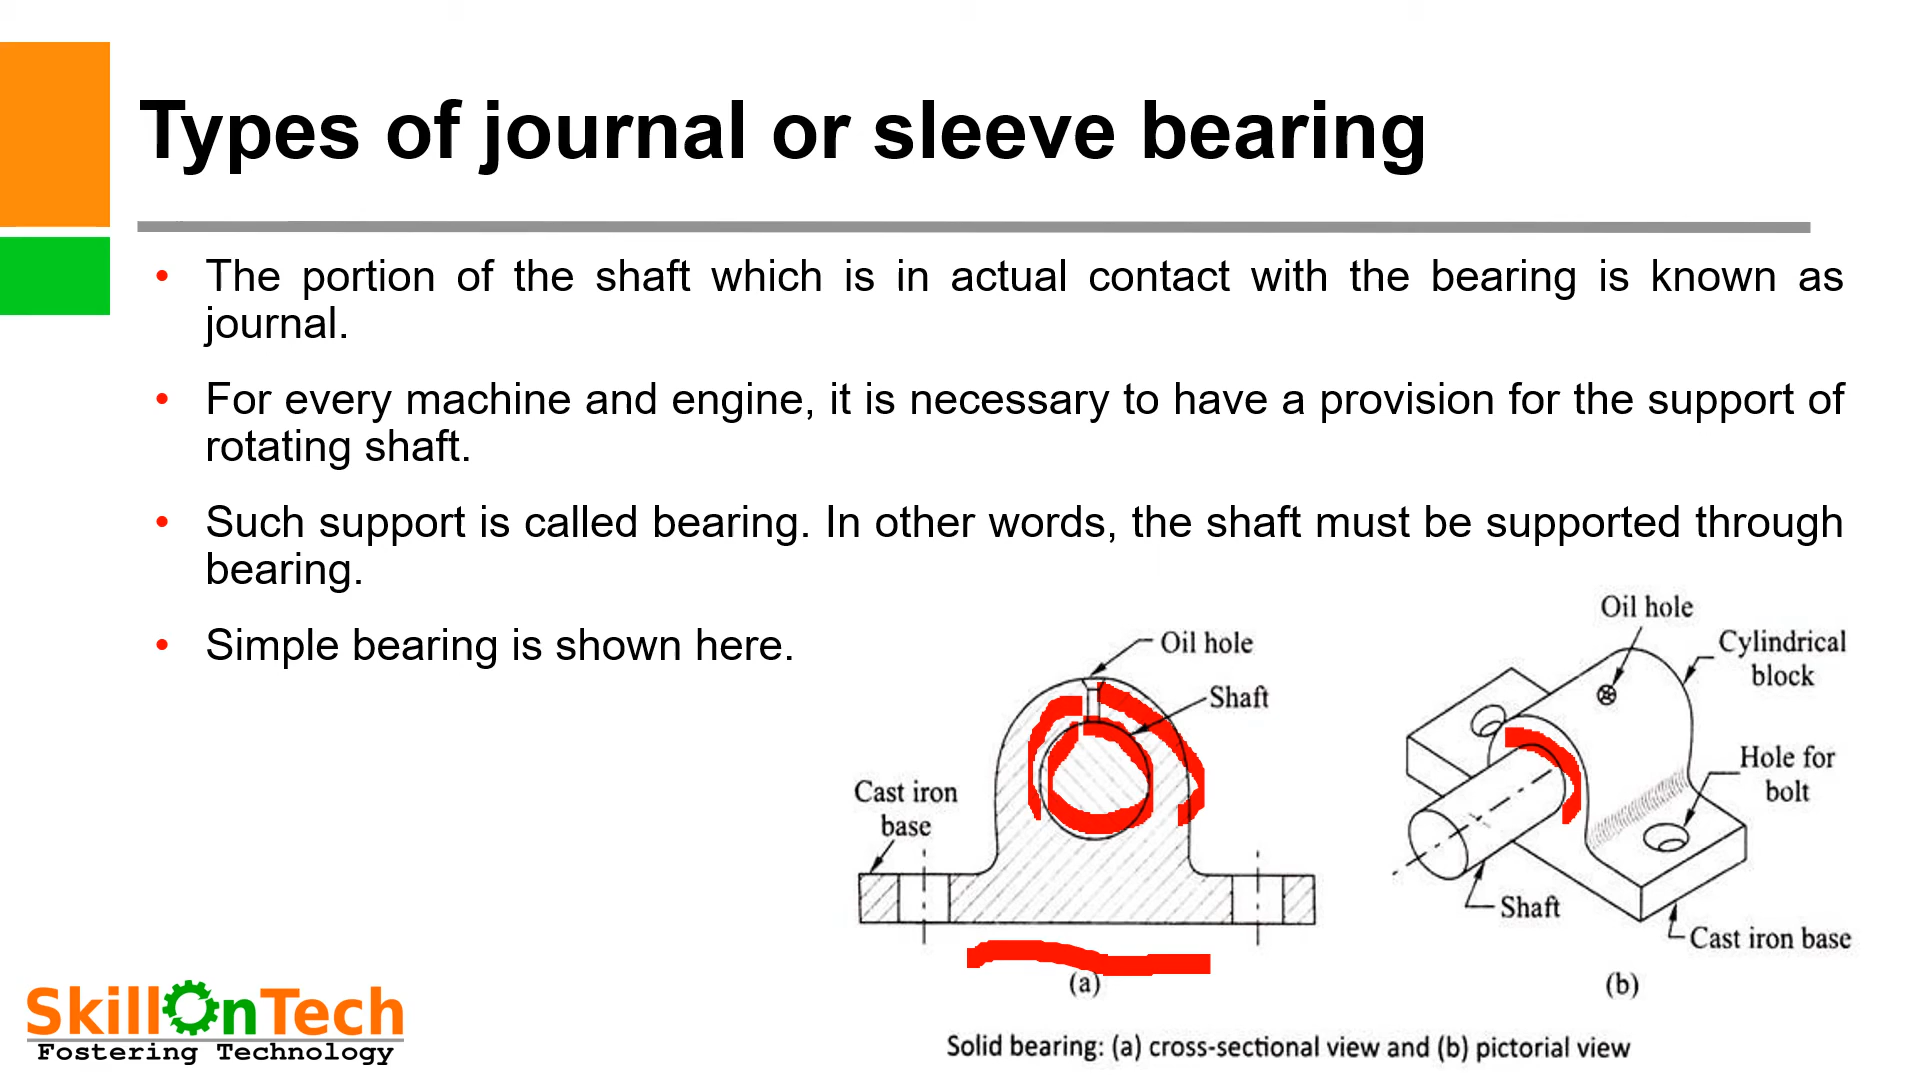 Types of journal or sleeve bearing
• The portion of the shaft which is in actual contact with the bearing is known as
journal.
• For every machine and engine, it is necessary to have a provision for the support of
rotating shaft.
• Such support is called bearing. In other words, the shaft must be supported through
bearing.
• Simple bearing is shown here.
Oil hole
Shaft
Cast iron
base
(a)
Oil hole
Cylindrical
block
Hole for
bolt
Shaft
Cast iron base
(b)
Solid bearing: (a) cross-sectional view and (b) pictorial view
SkillOnTech
Fostering Technology